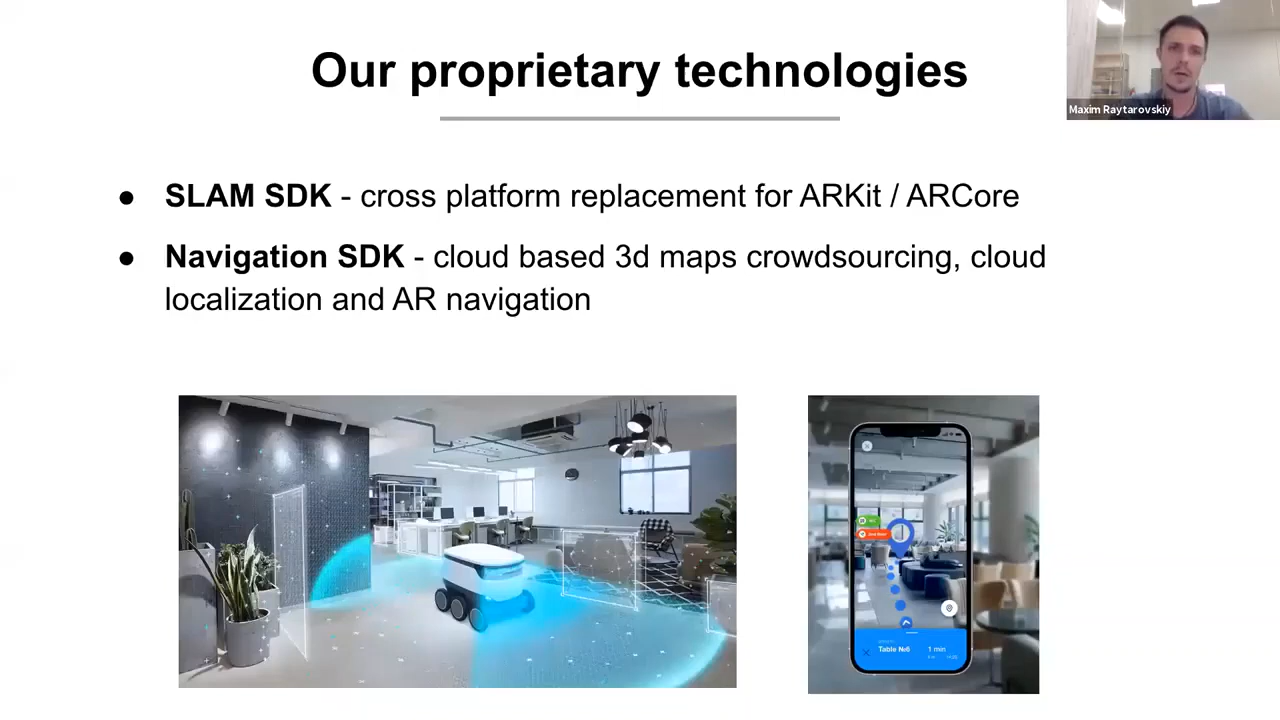 Our proprietary technologies
Maxim Raytarovskiy
● SLAM SDK - cross platform replacement for ARKit / ARCore
● Navigation SDK - cloud based 3d maps crowdsourcing, cloud
localization and AR navigation
Table №6
1 min